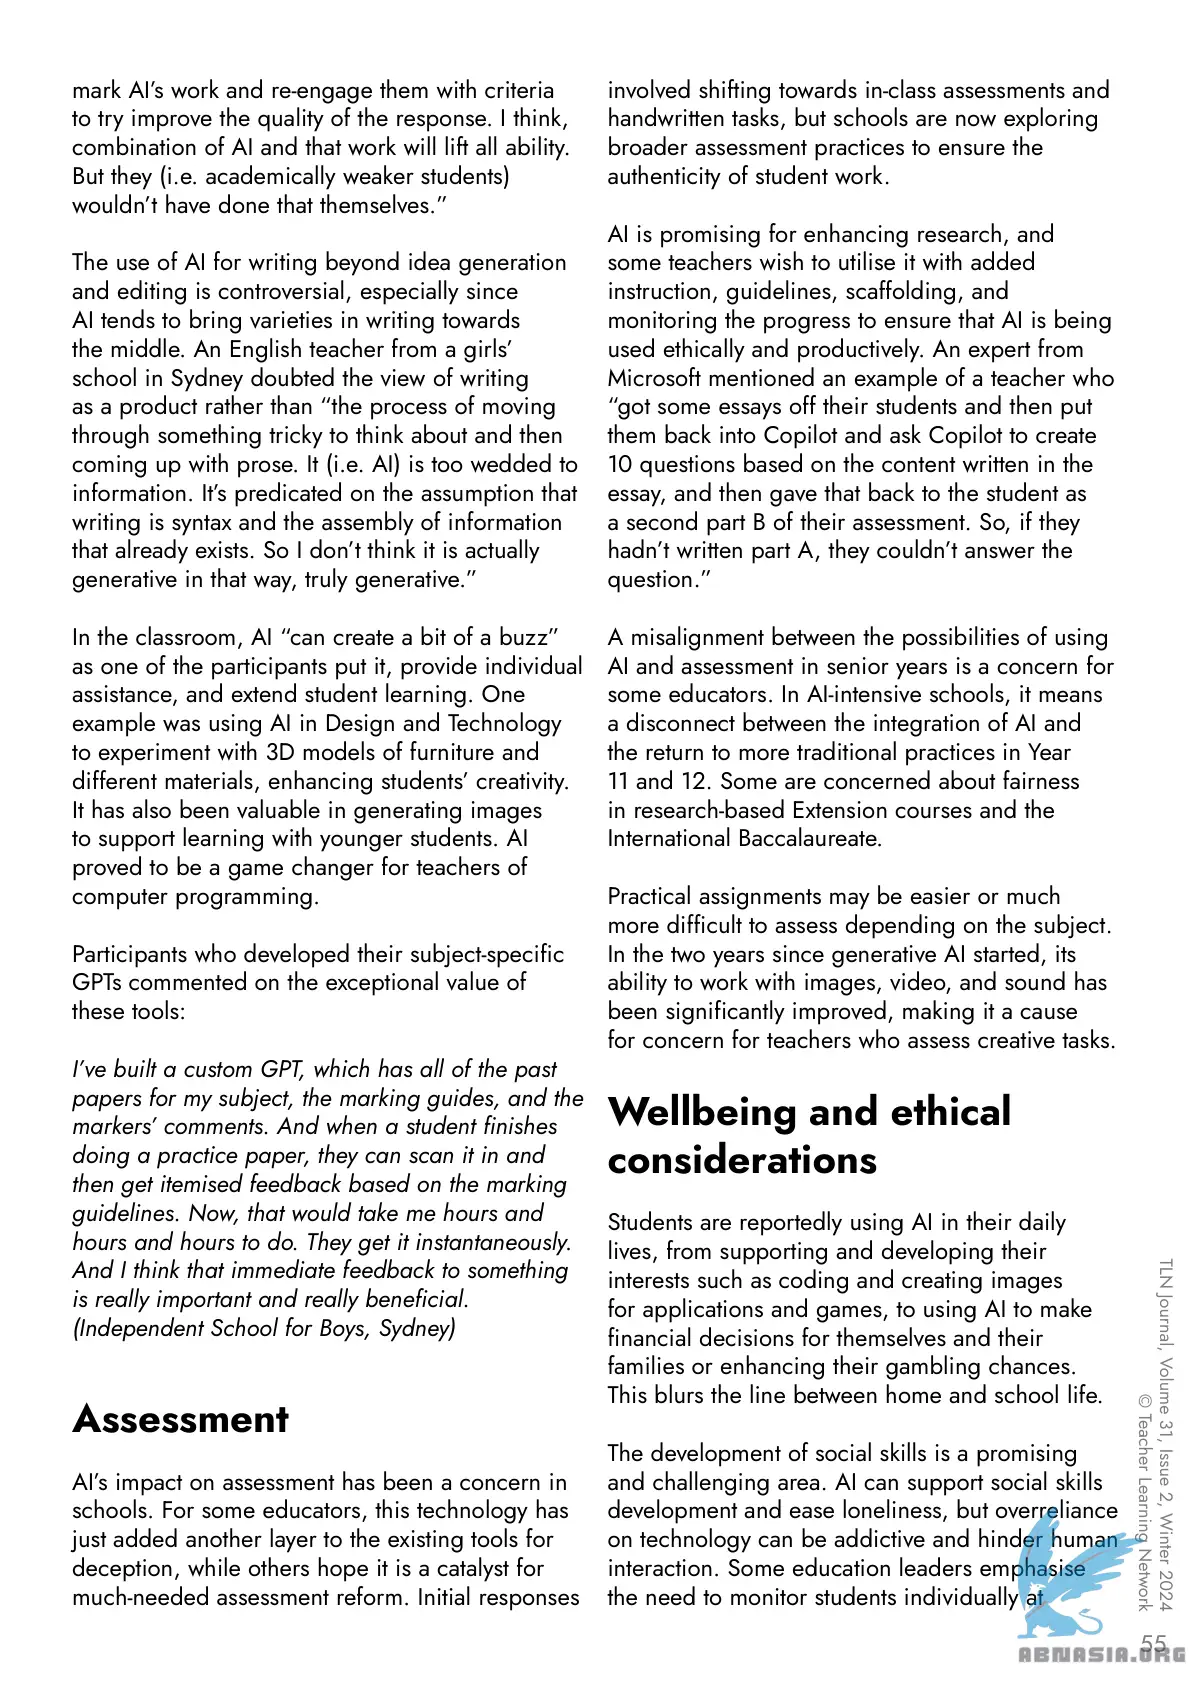 mark AI’s work and re-engage them with criteria
to try improve the quality of the response. I think,
combination of AI and that work will lift all ability.
But they (i.e. academically weaker students)
wouldn’t have done that themselves.”
The use of AI for writing beyond idea generation
and editing is controversial, especially since
AI tends to bring varieties in writing towards
the middle. An English teacher from a girls’
school in Sydney doubted the view of writing
as a product rather than “the process of moving
through something tricky to think about and then
coming up with prose. It (i.e. AI) is too wedded to
information. It’s predicated on the assumption that
writing is syntax and the assembly of information
that already exists. So I don’t think it is actually
generative in that way, truly generative.”
In the classroom, AI “can create a bit of a buzz”
as one of the participants put it, provide individual
assistance, and extend student learning. One
example was using AI in Design and Technology
to experiment with 3D models of furniture and
different materials, enhancing students’ creativity.
It has also been valuable in generating images
to support learning with younger students. AI
proved to be a game changer for teachers of
computer programming.
Participants who developed their subject-specific
GPTs commented on the exceptional value of
these tools:
I’ve built a custom GPT, which has all of the past
papers for my subject, the marking guides, and the
markers’ comments. And when a student finishes
doing a practice paper, they can scan it in and
then get itemised feedback based on the marking
guidelines. Now, that would take me hours and
hours and hours to do. They get it instantaneously.
And I think that immediate feedback to something
is really important and really beneficial.
(Independent School for Boys, Sydney)
Assessment
AI’s impact on assessment has been a concern in
schools. For some educators, this technology has
just added another layer to the existing tools for
deception, while others hope it is a catalyst for
much-needed assessment reform. Initial responses
involved shifting towards in-class assessments and
handwritten tasks, but schools are now exploring
broader assessment practices to ensure the
authenticity of student work.
AI is promising for enhancing research, and
some teachers wish to utilise it with added
instruction, guidelines, scaffolding, and
monitoring the progress to ensure that AI is being
used ethically and productively. An expert from
Microsoft mentioned an example of a teacher who
“got some essays off their students and then put
them back into Copilot and ask Copilot to create
10 questions based on the content written in the
essay, and then gave that back to the student as
a second part B of their assessment. So, if they
hadn’t written part A, they couldn’t answer the
question.”
A misalignment between the possibilities of using
AI and assessment in senior years is a concern for
some educators. In AI-intensive schools, it means
a disconnect between the integration of AI and
the return to more traditional practices in Year
11 and 12. Some are concerned about fairness
in research-based Extension courses and the
International Baccalaureate.
Practical assignments may be easier or much
more difficult to assess depending on the subject.
In the two years since generative AI started, its
ability to work with images, video, and sound has
been significantly improved, making it a cause
for concern for teachers who assess creative tasks.
Wellbeing and ethical
considerations
Students are reportedly using AI in their daily
lives, from supporting and developing their
interests such as coding and creating images
for applications and games, to using AI to make
financial decisions for themselves and their
families or enhancing their gambling chances.
This blurs the line between home and school life.
The development of social skills is a promising
and challenging area. AI can support social skills
development and ease loneliness, but overreliance
on technology can be addictive and hinder human
interaction. Some education leaders emphasise
the need to monitor students individually at
TLN Journal, Volume 31, Issue 2, Winter 2024
© Teacher Learning Network
55
ABNASIA.ORG